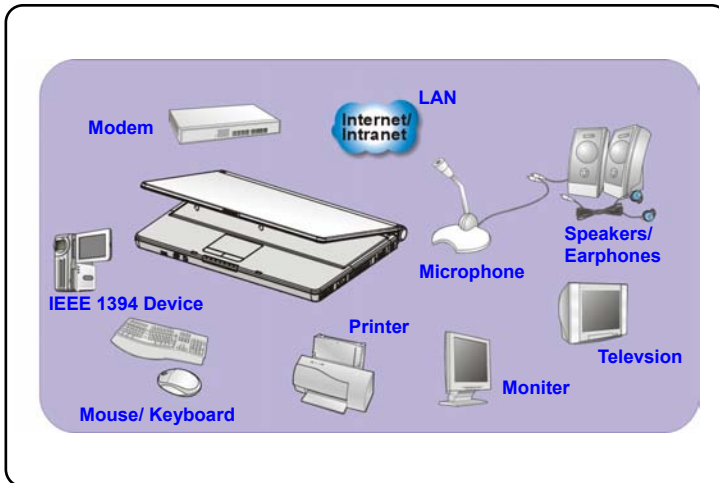 LAN
Modem
Internet/
Intranet
Speakers/
Earphones
Microphone
IEEE 1394 Device
Printer
Televsion
Moniter
Mouse/ Keyboard